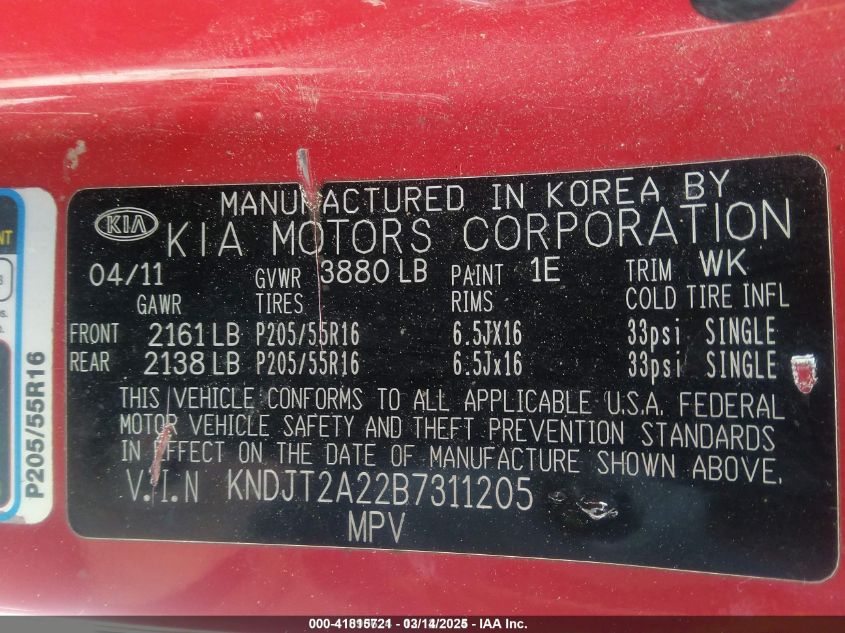 MANUFACTURED IN KOREA BY
KIA KIA MOTORS CORPORATION
04/11 GVWR 3880 LB PAINT 1E TRIM WK
GAWR TIRES RIMS COLD TIRE INFL
FRONT 2161 LB P205/55R16 6.5JX16 33psi SINGLE
REAR 2138 LB P205/55R16 6.5Jx16 33psi SINGLE
THIS VEHICLE CONFORMS TO ALL APPLICABLE U.S.A. FEDERAL
MOTOR VEHICLE SAFETY AND THEFT PREVENTION STANDARDS
IN EFFECT ON THE DATE OF MANUFACTURE SHOWN ABOVE.
V.I.N KNDJT2A22B7311205
MPV
P205/55R16
03/14/2025 - IAA Inc.